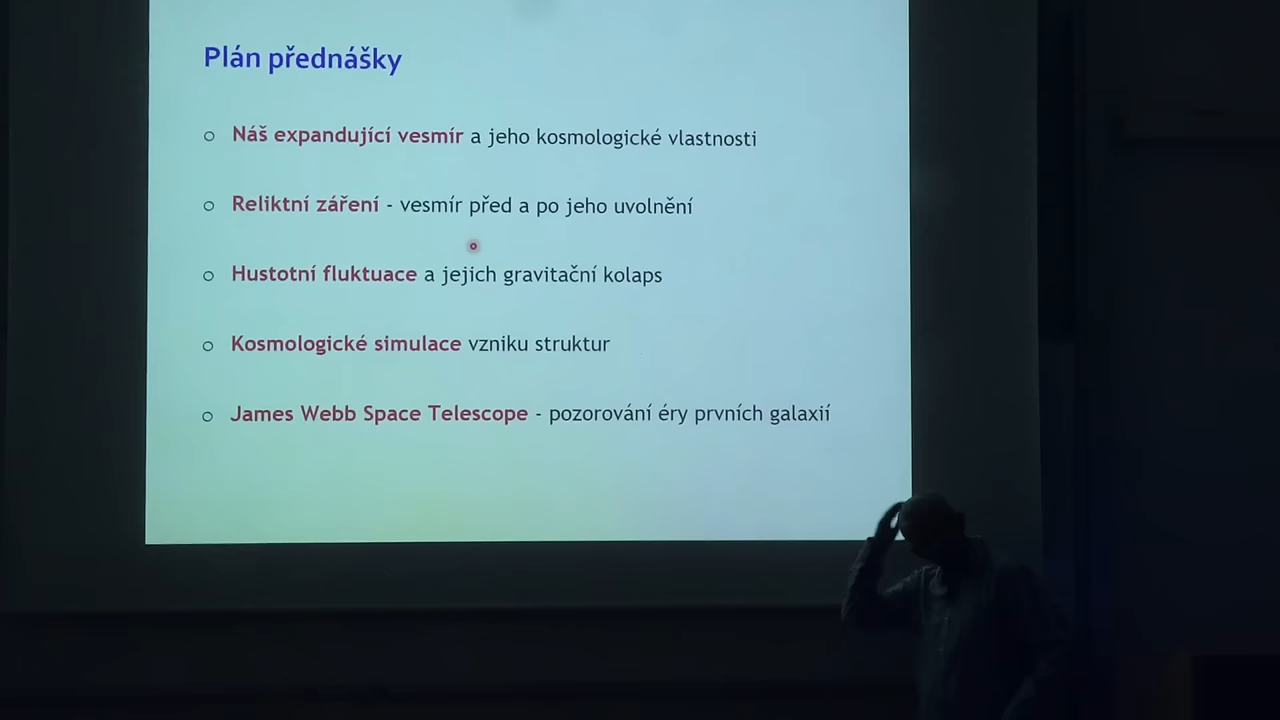 Plán přednášky
Náš expandující vesmír a jeho kosmologické vlastnosti
Reliktní záření - vesmír před a po jeho uvolnění
Hustotní fluktuace a jejich gravitační kolaps
Kosmologické simulace vzniku struktur
James Webb Space Telescope - pozorování éry prvních galaxií